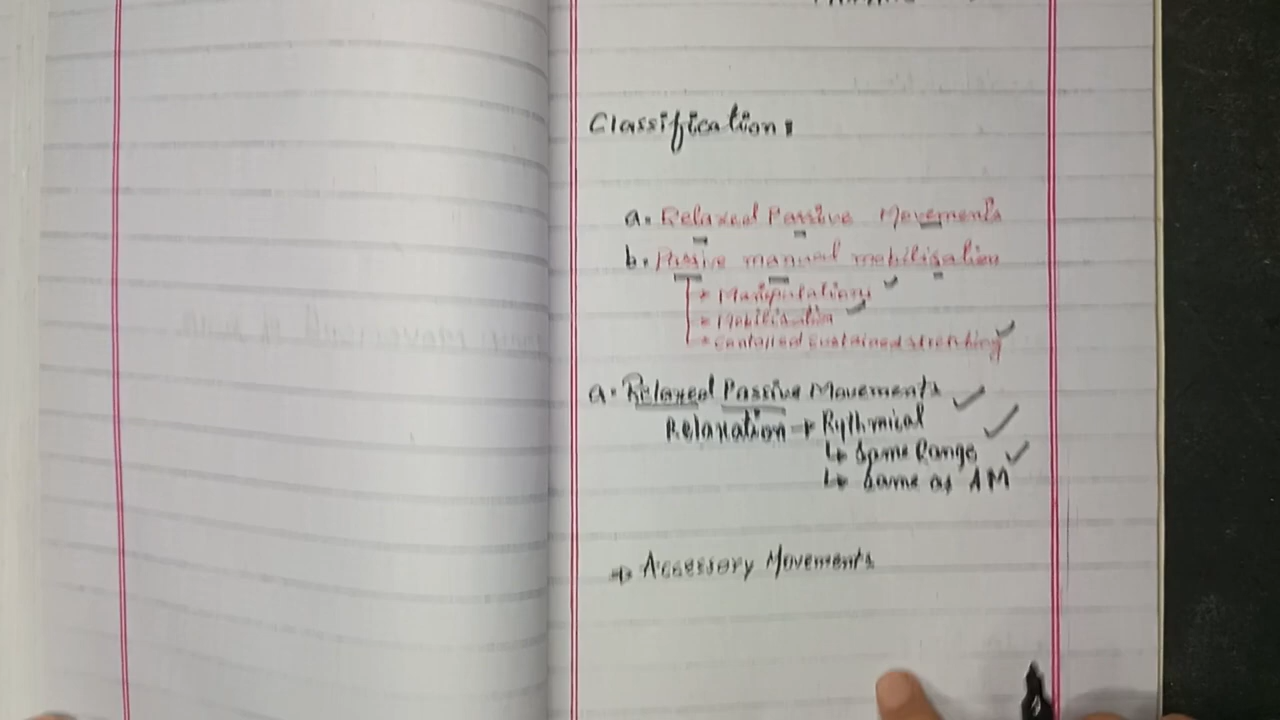 Classification:
a. Relaxed Passive Movements
b. Passive manual mobilisation
* Manipulations
* Mobilisation
* Controlled sustained stretching
a. Relaxed Passive Movements
Relaxation → Rythmical
↳ Same Range
↳ Same as AM
⇒ Accessory Movements